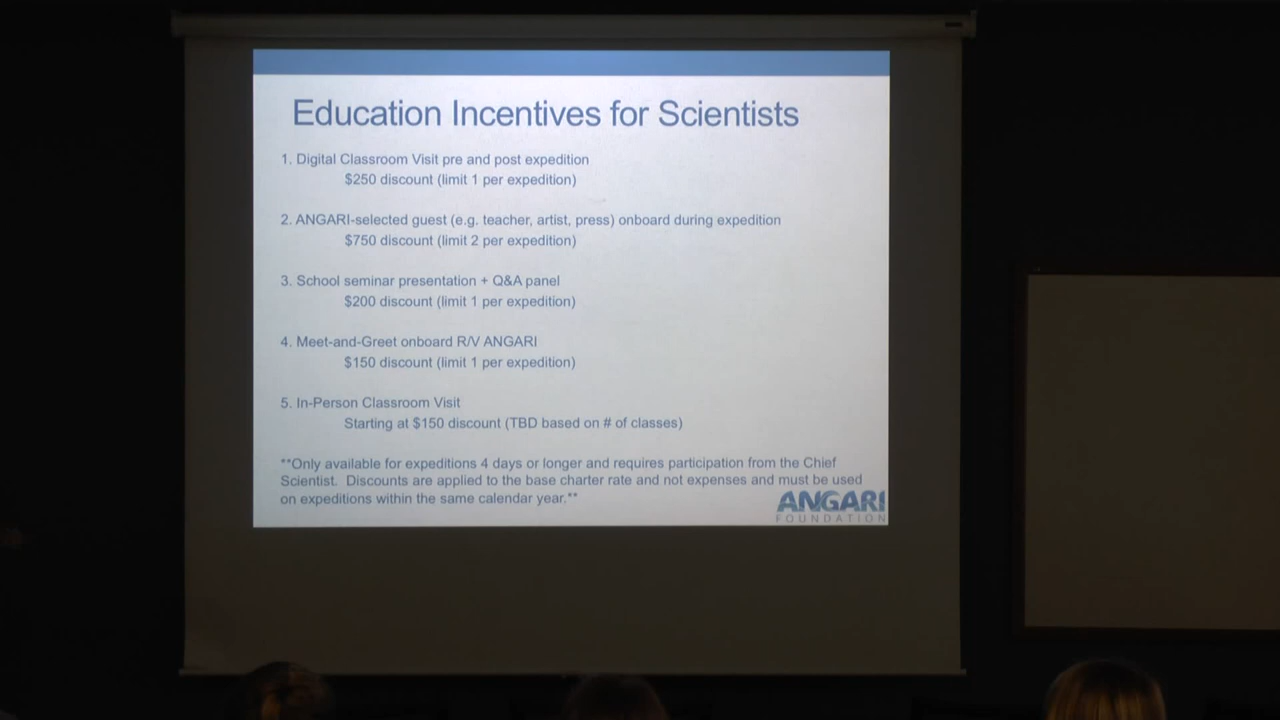 Education Incentives for Scientists
1. Digital Classroom Visit pre and post expedition
$250 discount (limit 1 per expedition)
2. ANGARI-selected guest (e.g. teacher, artist, press) onboard during expedition
$750 discount (limit 2 per expedition)
3. School seminar presentation + Q&A panel
$200 discount (limit 1 per expedition)
4. Meet-and-Greet onboard R/V ANGARI
$150 discount (limit 1 per expedition)
5. In-Person Classroom Visit
Starting at $150 discount (TBD based on # of classes)
**Only available for expeditions 4 days or longer and requires participation from the Chief
Scientist. Discounts are applied to the base charter rate and not expenses and must be used
on expeditions within the same calendar year.**
ANGARI
FOUNDATION